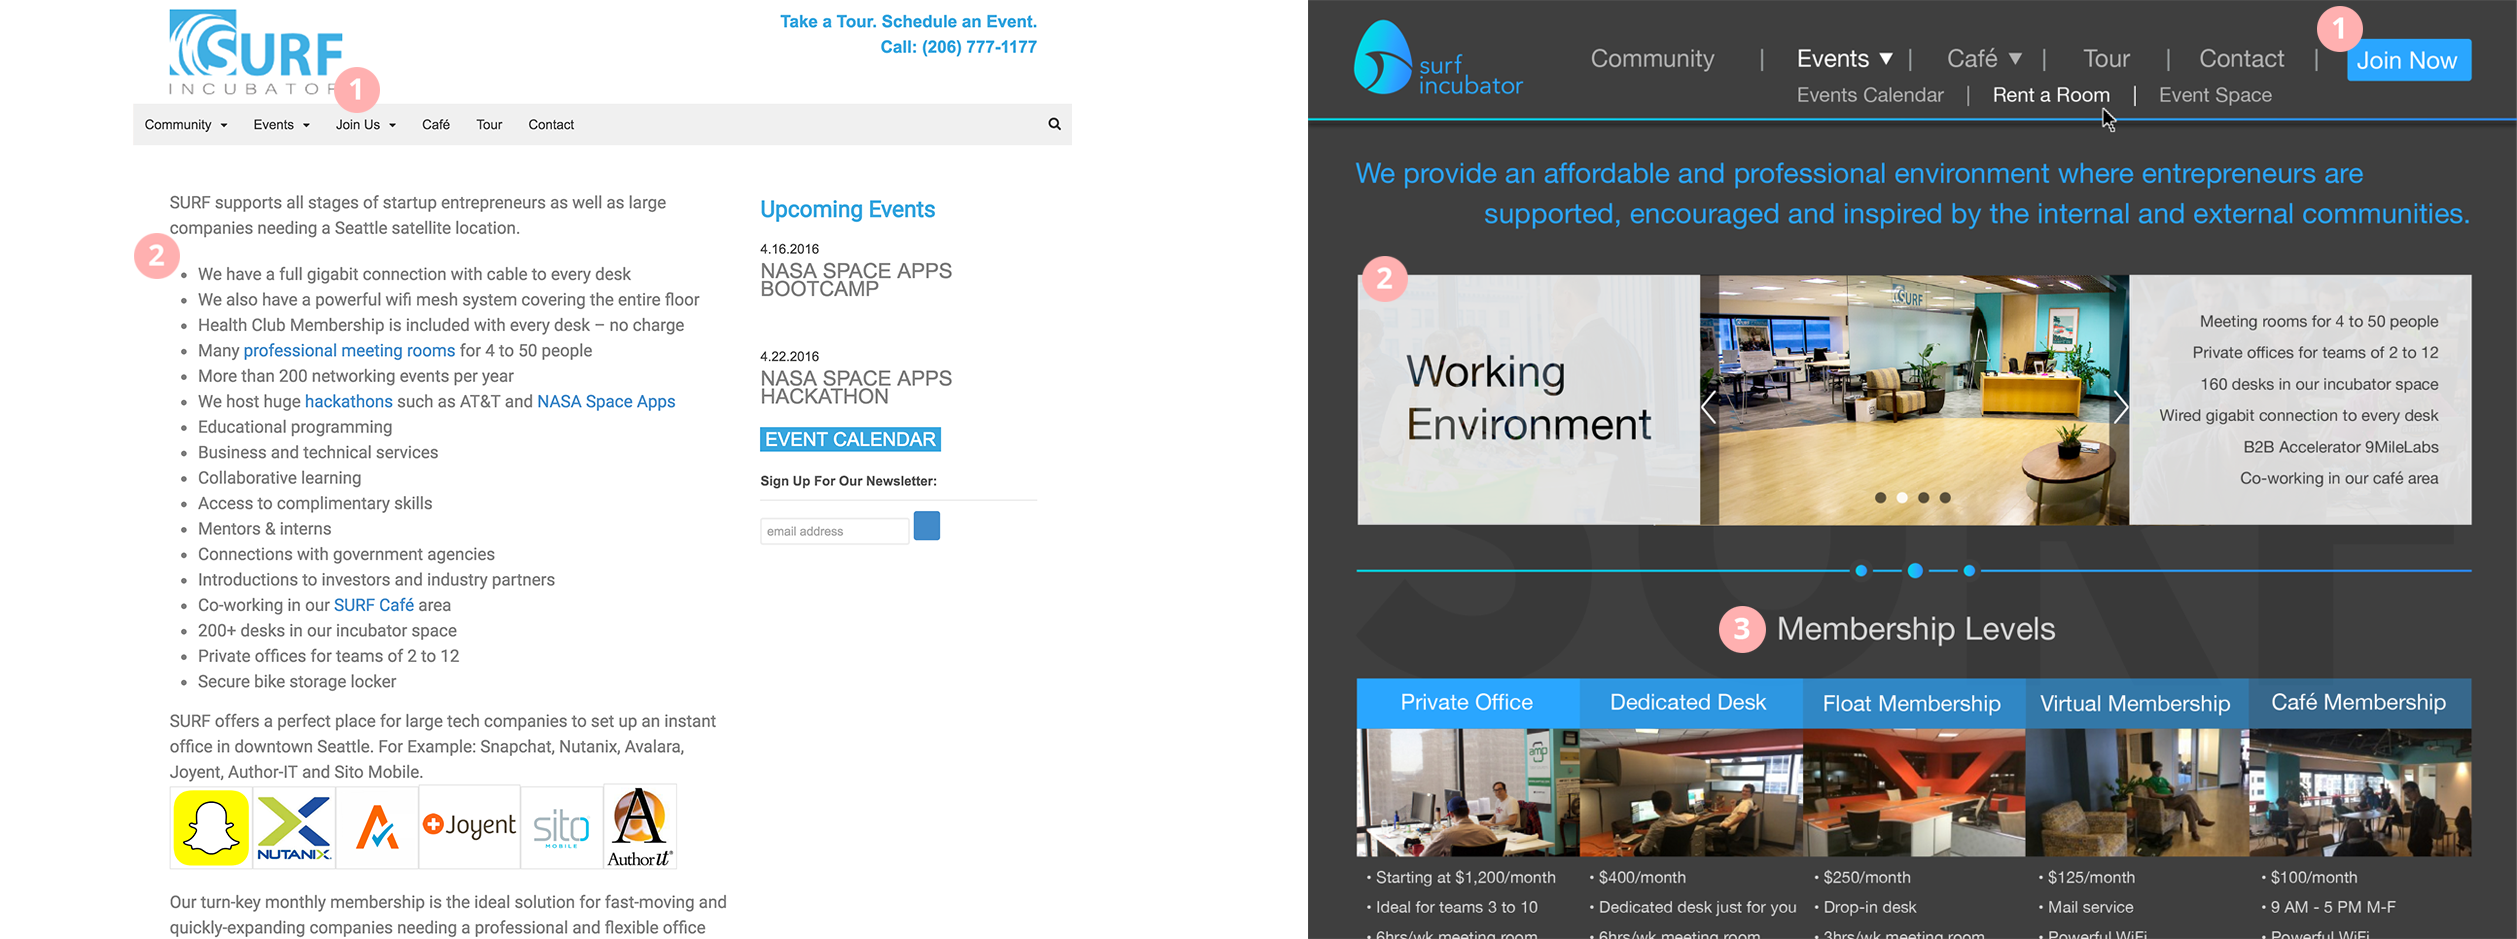 SURF
INCUBATOR
Take a Tour. Schedule an Event.
Call: (206) 777-1177
1
Community
Events
Join Us
Café
Tour
Contact
SURF supports all stages of startup entrepreneurs as well as large
companies needing a Seattle satellite location.
2
• We have a full gigabit connection with cable to every desk
• We also have a powerful wifi mesh system covering the entire floor
• Health Club Membership is included with every desk – no charge
• Many professional meeting rooms for 4 to 50 people
• More than 200 networking events per year
• We host huge hackathons such as AT&T and NASA Space Apps
• Educational programming
• Business and technical services
• Collaborative learning
• Access to complimentary skills
• Mentors & interns
• Connections with government agencies
• Introductions to investors and industry partners
• Co-working in our SURF Café area
• 200+ desks in our incubator space
• Private offices for teams of 2 to 12
• Secure bike storage locker
SURF offers a perfect place for large tech companies to set up an instant
office in downtown Seattle. For Example: Snapchat, Nutanix, Avalara,
Joyent, Author-IT and Sito Mobile.
NUTANIX
Joyent
sito
MOBILE
A
Authorit
Our turn-key monthly membership is the ideal solution for fast-moving and
quickly-expanding companies needing a professional and flexible office
Upcoming Events
4.16.2016
NASA SPACE APPS
BOOTCAMP
4.22.2016
NASA SPACE APPS
HACKATHON
EVENT CALENDAR
Sign Up For Our Newsletter:
email address
surf
incubator
Community | Events ▼ | Café ▼ | Tour | Contact |
1
Join Now
Events Calendar | Rent a Room | Event Space
We provide an affordable and professional environment where entrepreneurs are
supported, encouraged and inspired by the internal and external communities.
2
Working
Environment
SURF
Meeting rooms for 4 to 50 people
Private offices for teams of 2 to 12
160 desks in our incubator space
Wired gigabit connection to every desk
B2B Accelerator 9MileLabs
Co-working in our café area
SURF
3
Membership Levels
Private Office
Dedicated Desk
Float Membership
Virtual Membership
Café Membership
amp
• Starting at $1,200/month
• Ideal for teams 3 to 10
• 6hrs/wk meeting room
• $400/month
• Dedicated desk just for you
• 6hrs/wk meeting room
• $250/month
• Drop-in desk
• 3hrs/wk meeting room
• $125/month
• Mail service
• Powerful WiFi
• $100/month
• 9 AM - 5 PM M-F
• Powerful WiFi